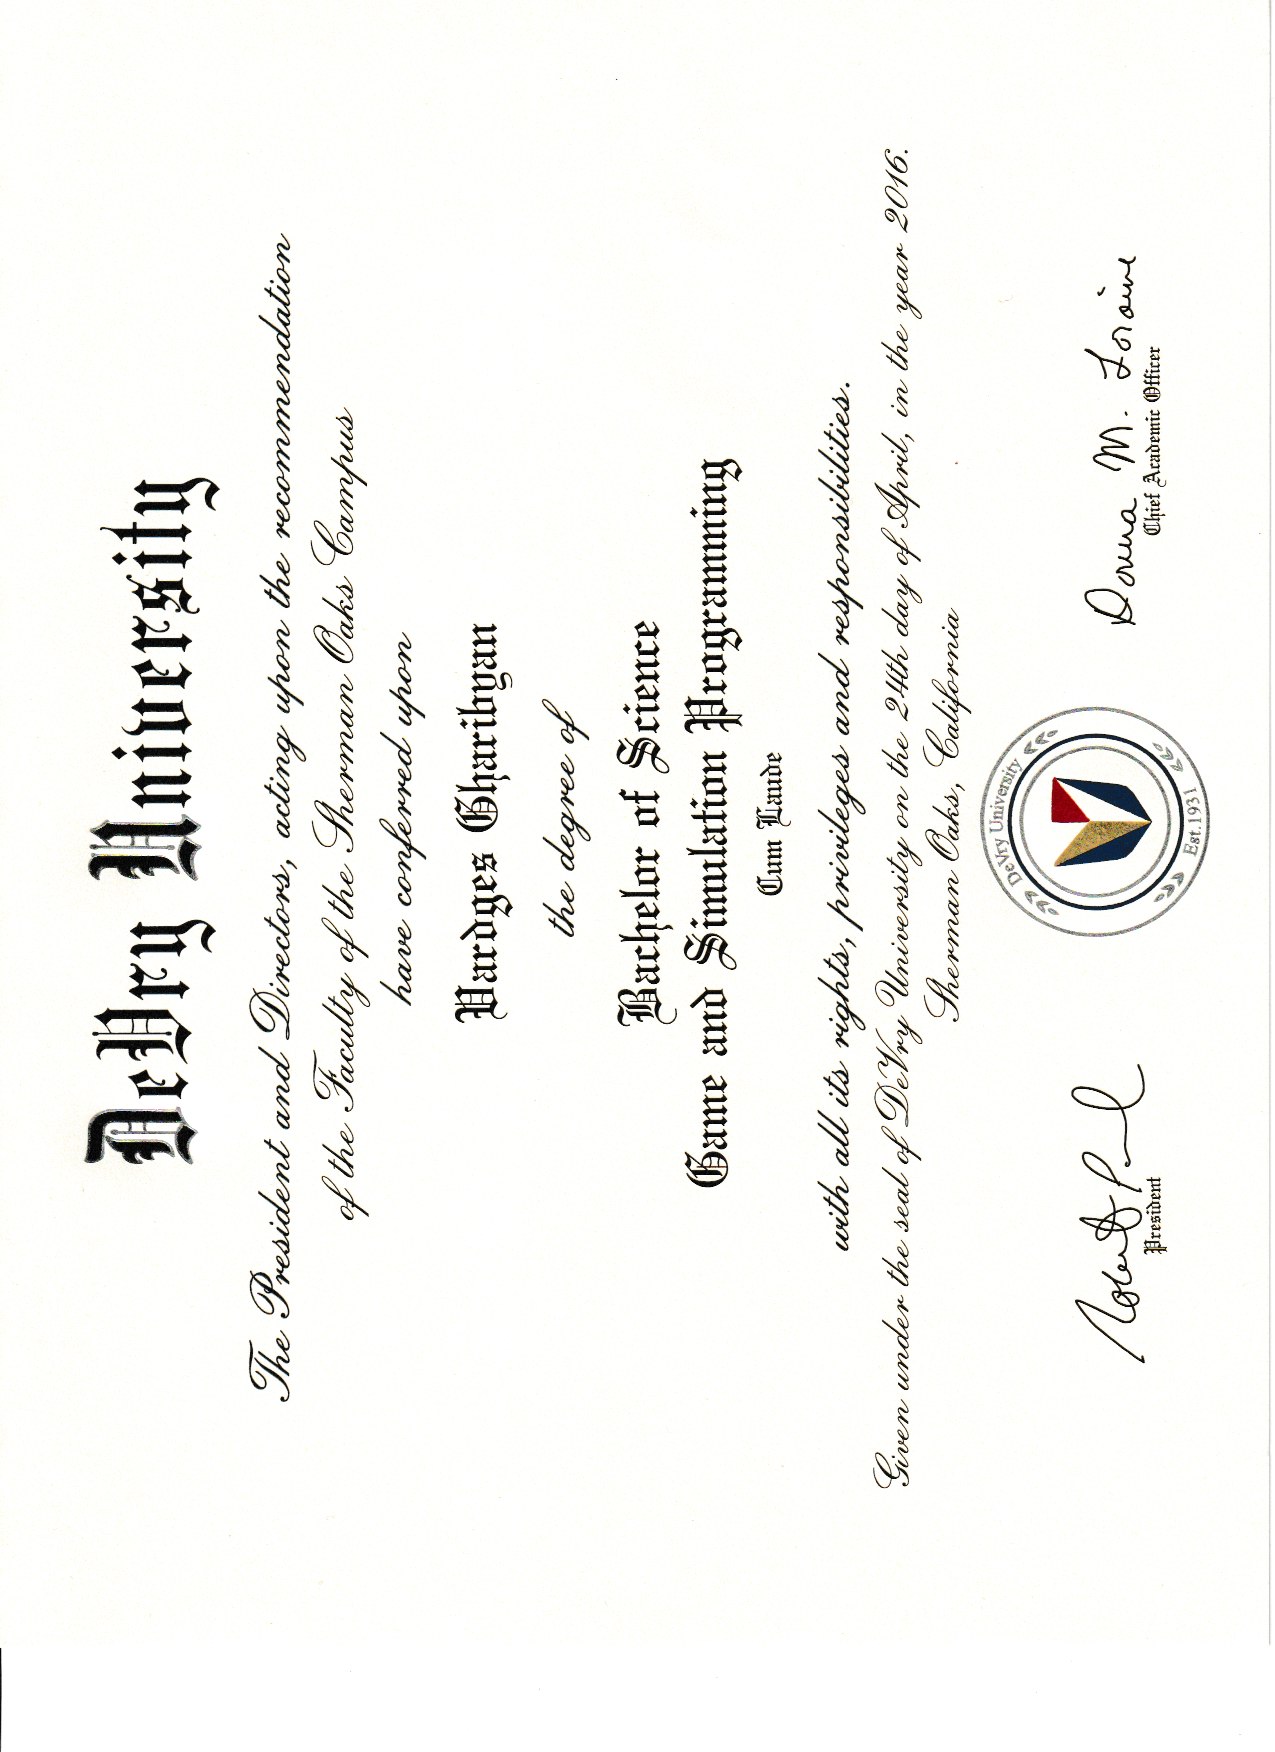 DeVry University
The President and Directors, acting upon the recommendation
of the Faculty of the Sherman Oaks Campus
have conferred upon
Vardges Gharibyan
the degree of
Bachelor of Science
Game and Simulation Programming
Cum Laude
with all its rights, privileges and responsibilities.
Given under the seal of DeVry University on the 24th day of April, in the year 2016.
Sherman Oaks, California
DeVry University
Est.1931
Donna M. Loraine
President
Chief Academic Officer